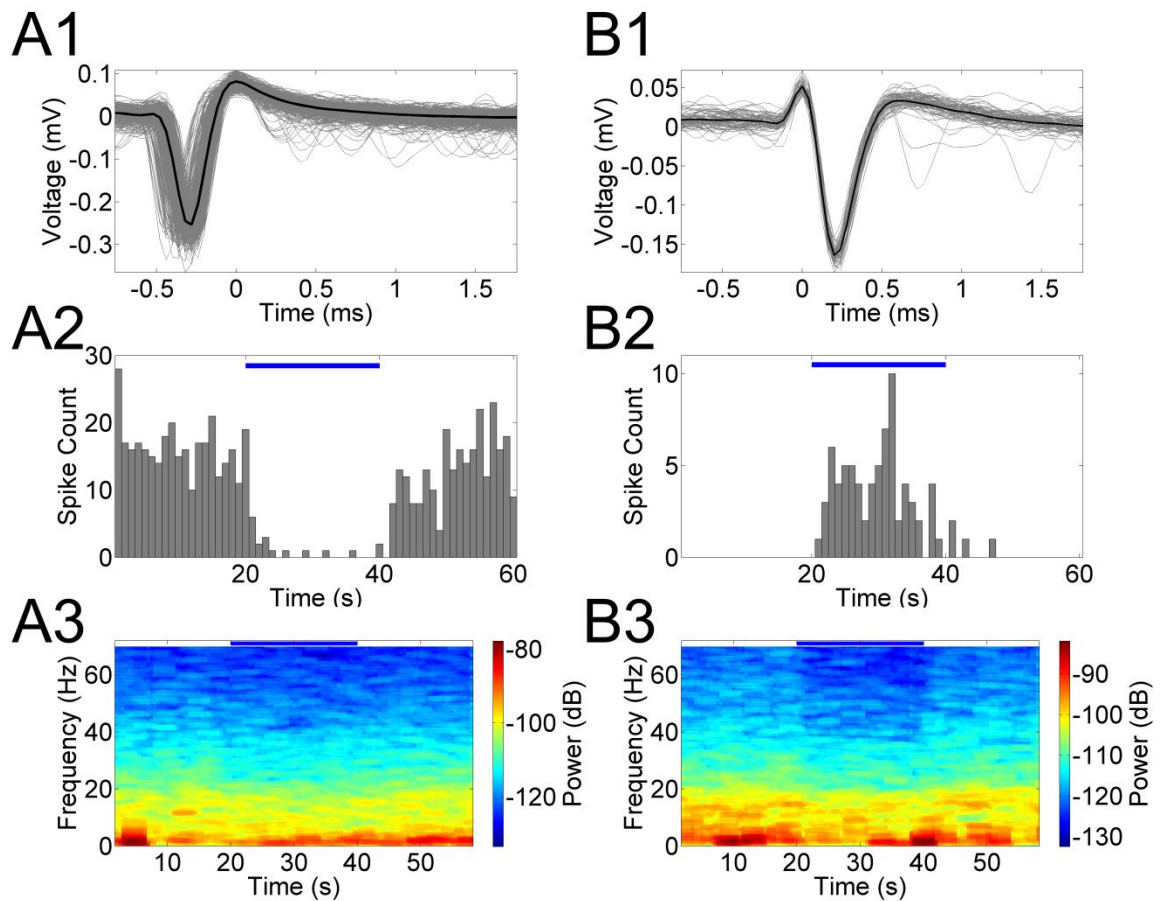 A1
B1
0.1
0
-0.1
-0.2
-0.3
Voltage (mV)
-0.5
0
0.5
1
1.5
Time (ms)
0.05
0
-0.05
-0.10
-0.15
Voltage (mV)
-0.5
0
0.5
1
1.5
Time (ms)
A2
B2
30
20
10
0
Spike Count
20
40
60
Time (s)
10
5
0
Spike Count
20
40
60
Time (s)
A3
B3
60
40
20
0
Frequency (Hz)
10
20
30
40
50
Time (s)
-80
-100
-120
Power (dB)
60
40
20
0
Frequency (Hz)
10
20
30
40
50
Time (s)
-90
-100
-110
-120
-130
Power (dB)